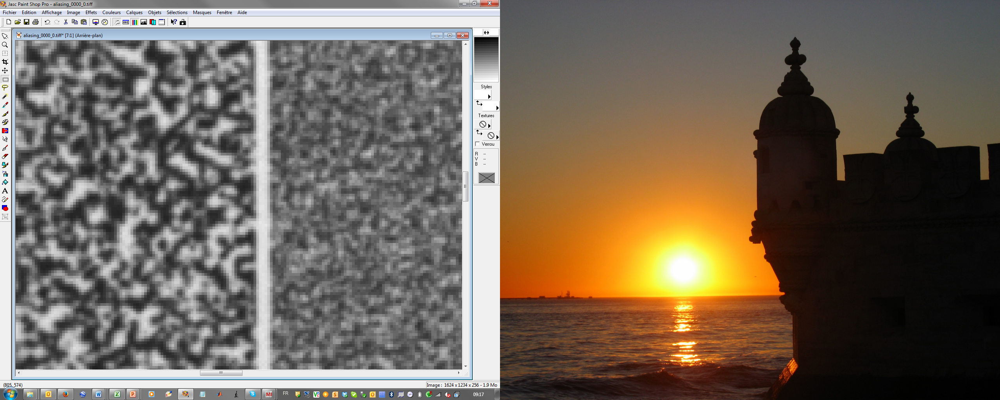 Jasc Paint Shop Pro - aliasing_0000_0.tiff
Fichier Edition Affichage Image Effets Couleurs Calques Objets Sélections Masques Fenêtre Aide
aliasing_0000_0.tiff* [7:1] (Arrière-plan)
Styles
Textures
Verrou
R --
V --
B --
(805, 574)
Image : 1624 x 1234 x 256 - 1.9 Mo
FR
09:17